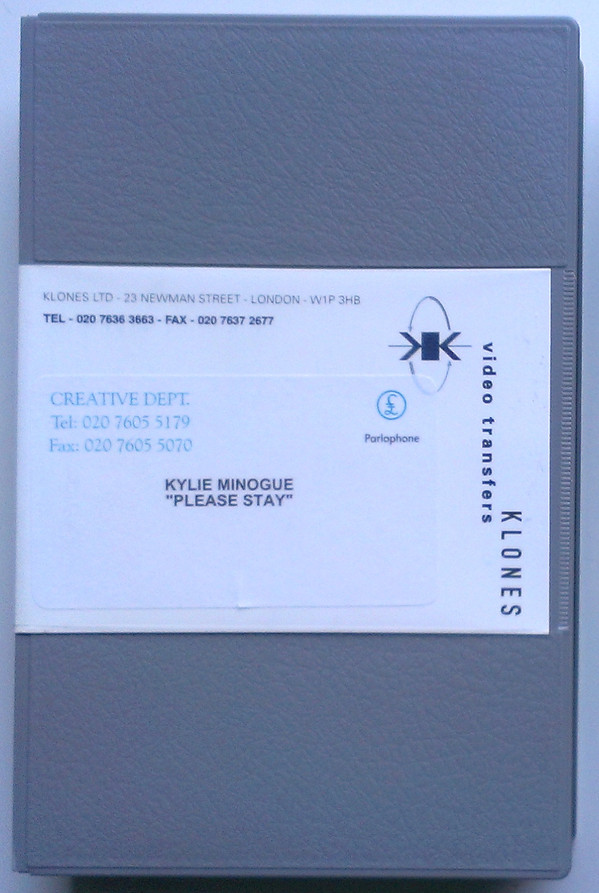 KLONES LTD - 23 NEWMAN STREET - LONDON - W1P 3HB
TEL - 020 7636 3663 - FAX - 020 7637 2677
CREATIVE DEPT.
Tel: 020 7605 5179
Fax: 020 7605 5070
£
Parlophone
KYLIE MINOGUE
"PLEASE STAY"
video transfers
KLONES